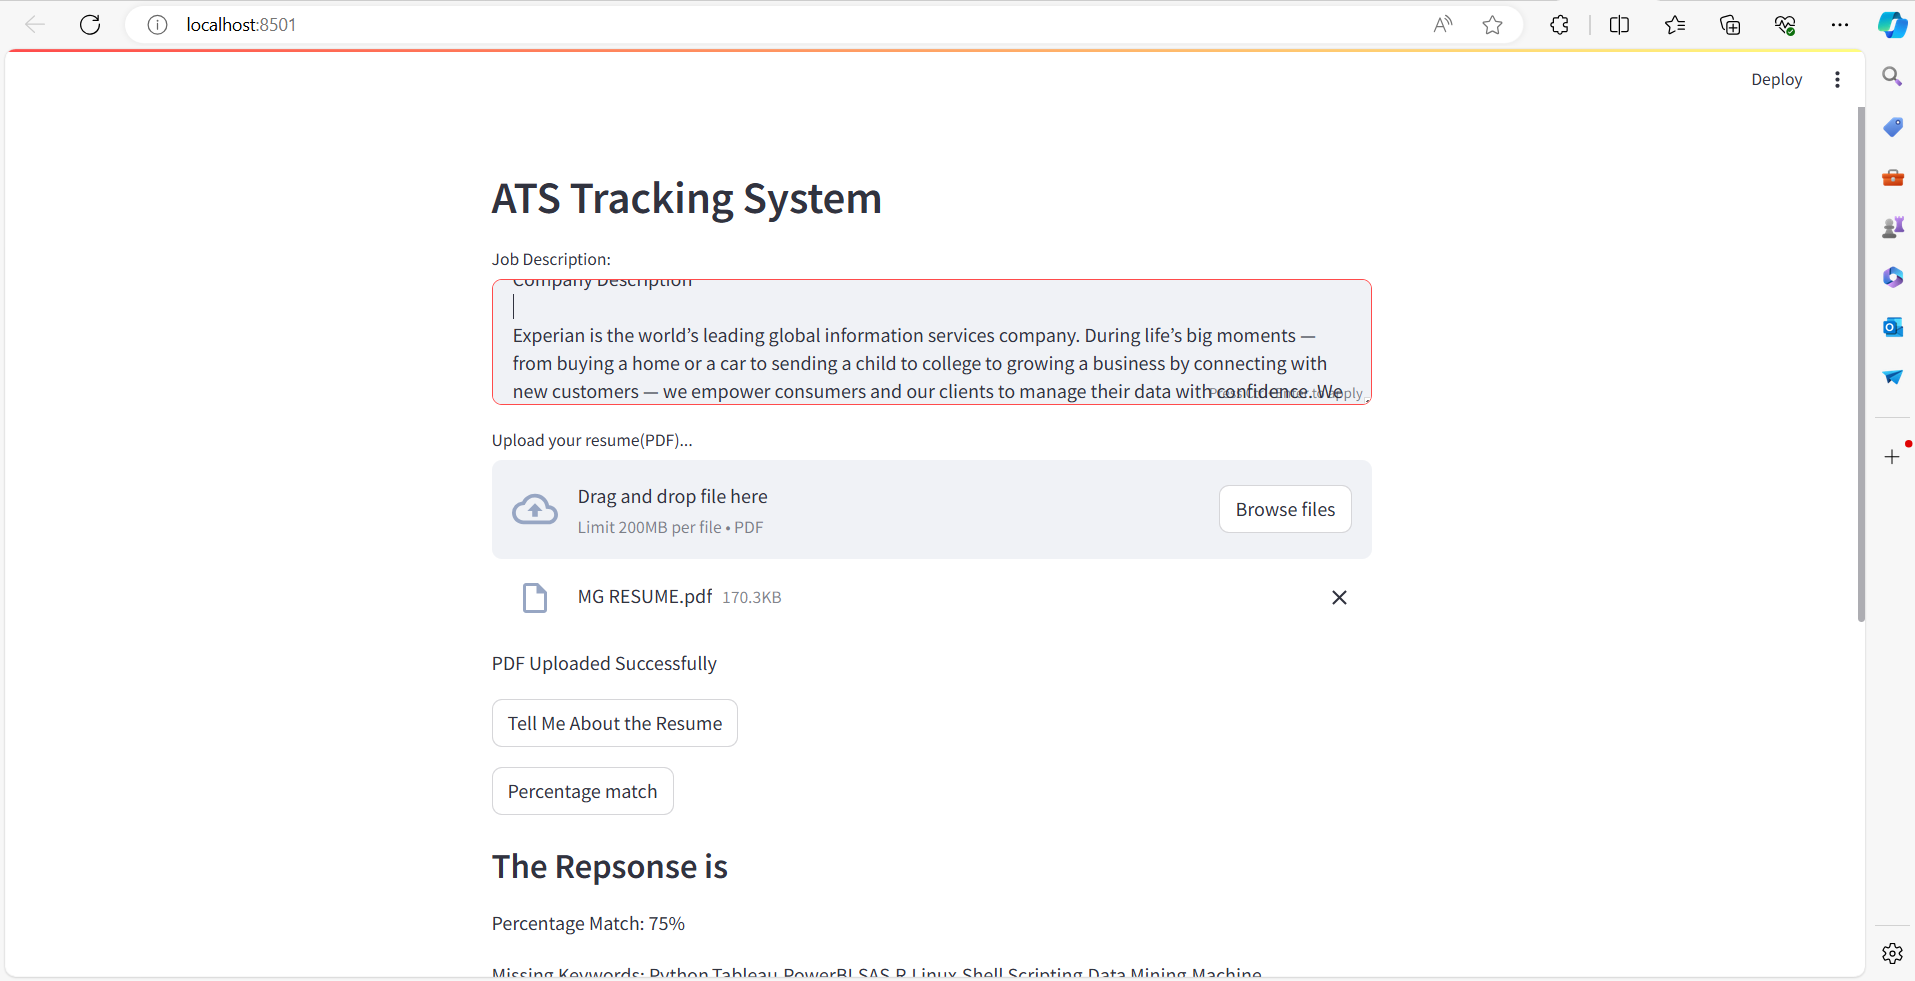 localhost:8501
Deploy
ATS Tracking System
Job Description:
Company Description
Experian is the world’s leading global information services company. During life’s big moments —
from buying a home or a car to sending a child to college to growing a business by connecting with
new customers — we empower consumers and our clients to manage their data with confidence. We
Press Ctrl+Enter to apply
Upload your resume(PDF)...
Drag and drop file here
Limit 200MB per file • PDF
Browse files
MG RESUME.pdf 170.3KB
PDF Uploaded Successfully
Tell Me About the Resume
Percentage match
The Repsonse is
Percentage Match: 75%
Missing Keywords: Python,Tableau,PowerBI,SAS,R,Linux,Shell Scripting,Data Mining,Machine